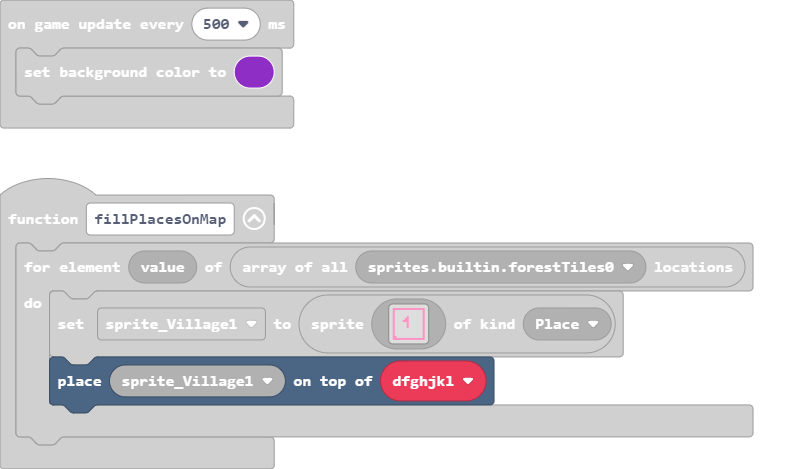 on game update every 500 ms
set background color to
function fillPlacesOnMap
for element value of array of all sprites.builtin.forestTiles0 locations
do
set sprite_Village1 to sprite 1 of kind Place
place sprite_Village1 on top of dfghjkl